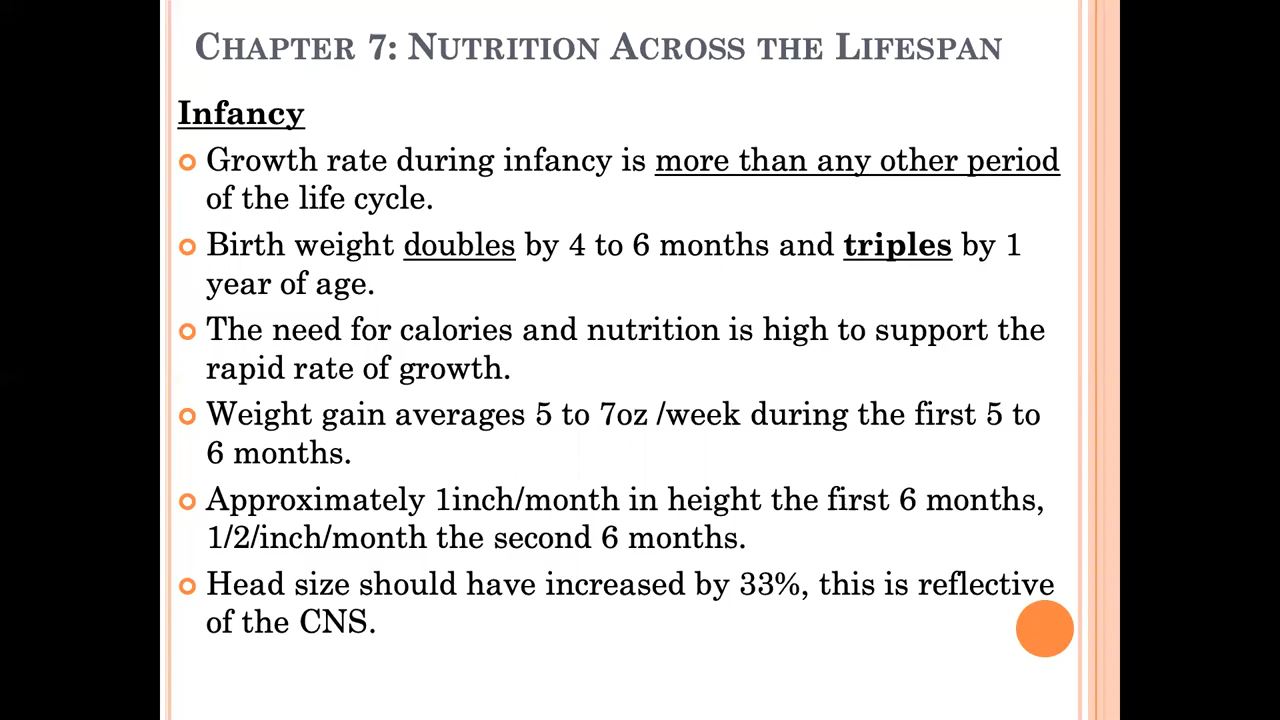 CHAPTER 7: NUTRITION ACROSS THE LIFESPAN
Infancy
Growth rate during infancy is more than any other period
of the life cycle.
Birth weight doubles by 4 to 6 months and triples by 1
year of age.
The need for calories and nutrition is high to support the
rapid rate of growth.
Weight gain averages 5 to 7oz /week during the first 5 to
6 months.
Approximately 1inch/month in height the first 6 months,
1/2/inch/month the second 6 months.
Head size should have increased by 33%, this is reflective
of the CNS.